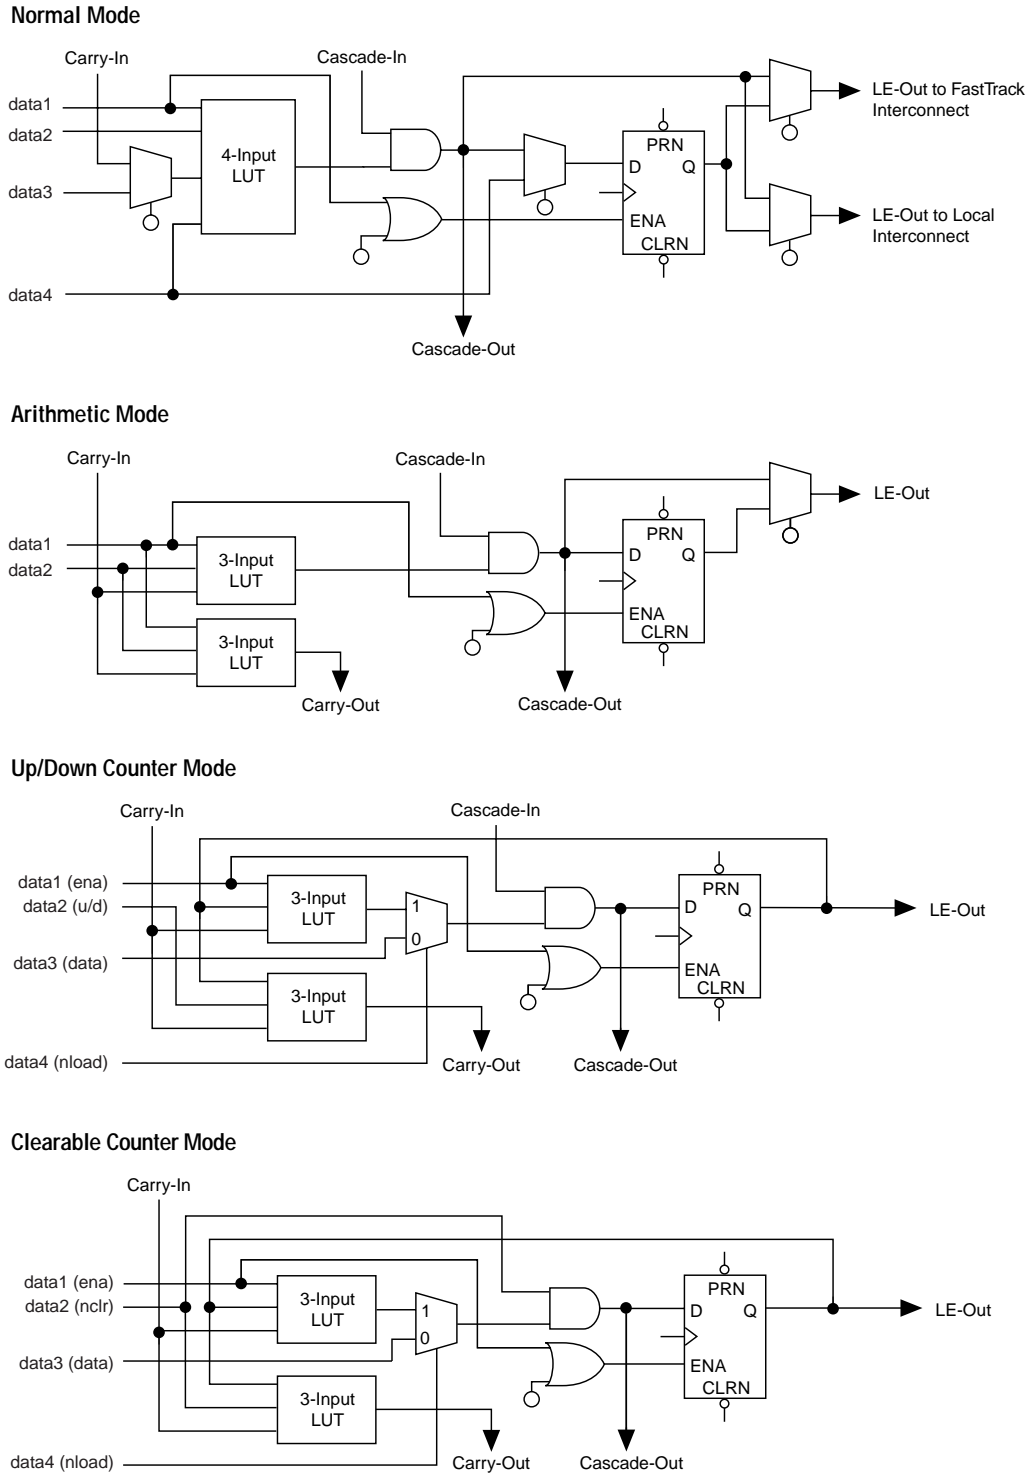 Normal Mode
Carry-In
Cascade-In
data1
data2
data3
data4
4-Input
LUT
PRN
D
Q
ENA
CLRN
LE-Out to FastTrack
Interconnect
LE-Out to Local
Interconnect
Cascade-Out
Arithmetic Mode
Carry-In
Cascade-In
data1
data2
3-Input
LUT
3-Input
LUT
PRN
D
Q
ENA
CLRN
LE-Out
Carry-Out
Cascade-Out
Up/Down Counter Mode
Carry-In
Cascade-In
data1 (ena)
data2 (u/d)
data3 (data)
data4 (nload)
3-Input
LUT
1
0
3-Input
LUT
PRN
D
Q
ENA
CLRN
LE-Out
Carry-Out
Cascade-Out
Clearable Counter Mode
Carry-In
data1 (ena)
data2 (nclr)
data3 (data)
data4 (nload)
3-Input
LUT
1
0
3-Input
LUT
PRN
D
Q
ENA
CLRN
LE-Out
Carry-Out
Cascade-Out